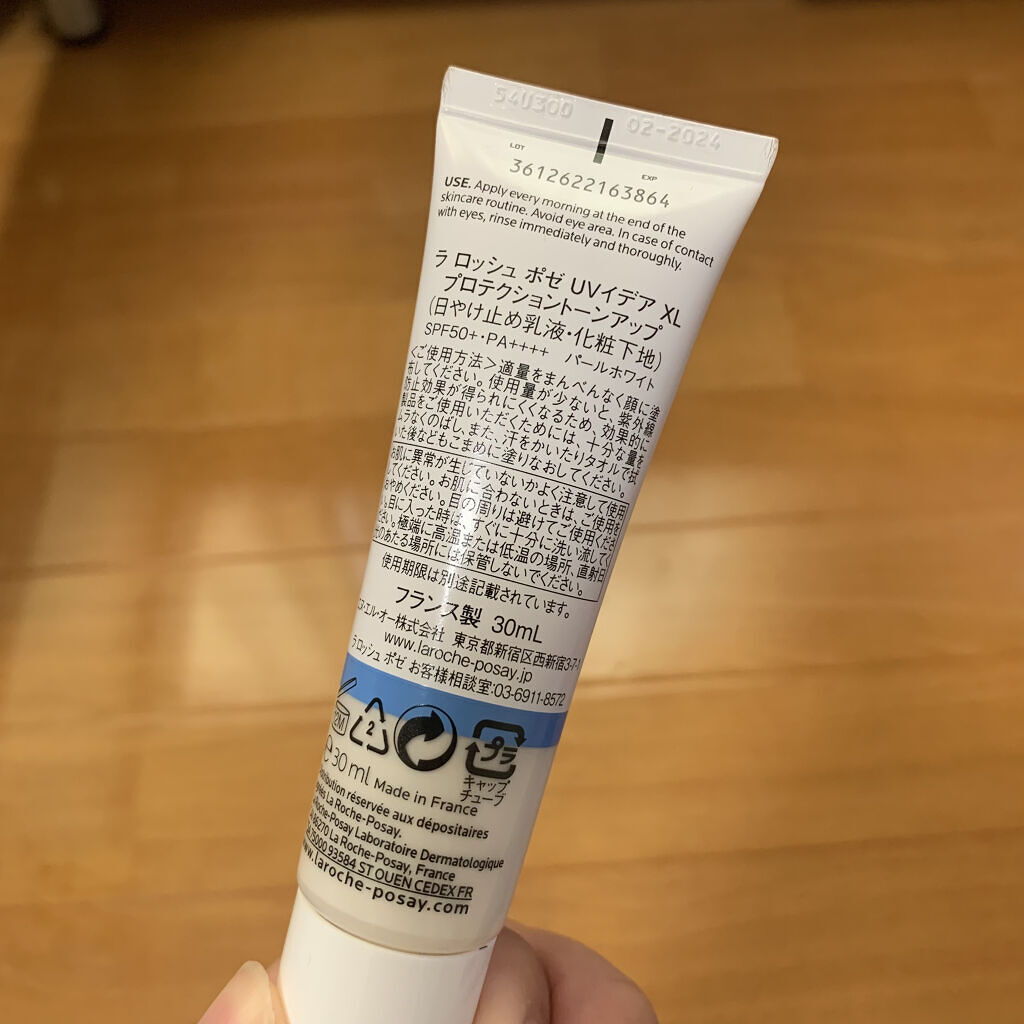 54U300 02-2024
LOT EXP
3612622163864
USE. Apply every morning at the end of the
skincare routine. Avoid eye area. In case of contact
with eyes, rinse immediately and thoroughly.
ラ ロッシュ ポゼ UVイデア XL
プロテクショントーンアップ
(日やけ止め乳液・化粧下地)
SPF50+・PA++++ パールホワイト
<ご使用方法>適量をまんべんなく顔に塗
布してください。使用量が少ないと、紫外線
防止効果が得られにくくなるため、効果的に
製品をご使用いただくためには、十分な量を
ムラなくのばし、また、汗をかいたりタオルで拭
いた後などもこまめに塗りなおしてください。
お肌に異常が生じていないかよく注意して使用
してください。お肌に合わないときは、ご使用を
おやめください。目の周りは避けてご使用くださ
い。目に入った時は、すぐに十分に洗い流してく
ださい。極端に高温または低温の場所、直射日
光のあたる場所には保管しないでください。
使用期限は別途記載されています。
フランス製 30mL
エル・オー株式会社 東京都新宿区西新宿3-7-1
www.laroche-posay.jp
ラ ロッシュ ポゼ お客様相談室:03-6911-8572
2M 2 プラ
キャップ
チューブ
30 ml Made in France
réservée aux dépositaires
La Roche-Posay.
Laboratoire Dermatologique
86270 La Roche-Posay, France
75000 93584 ST OUEN CEDEX FR
www.laroche-posay.com